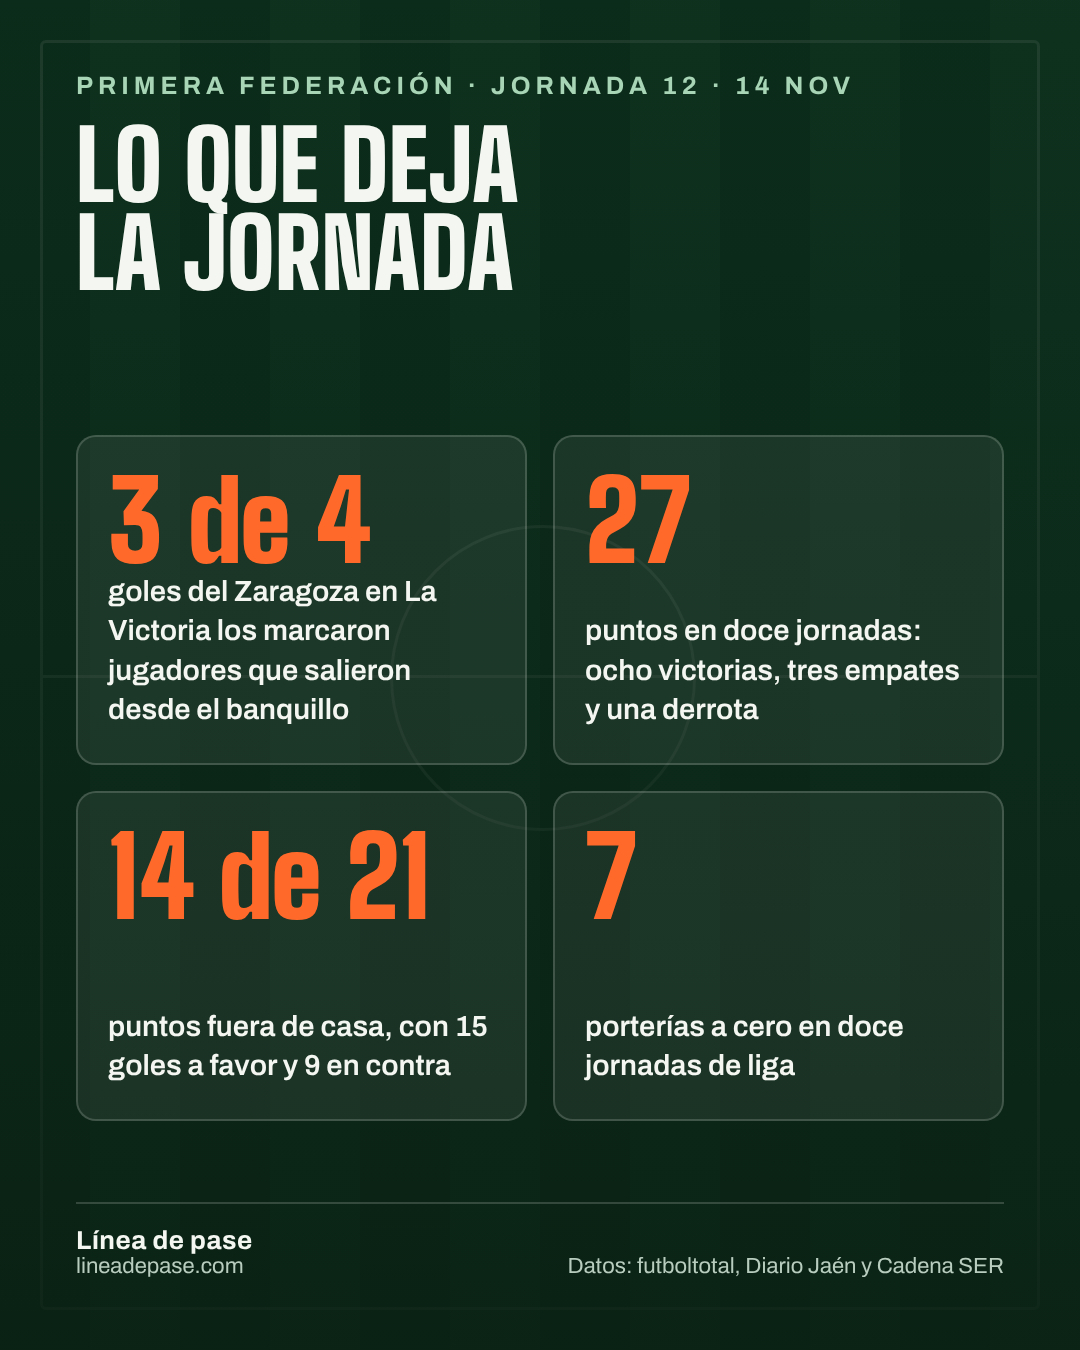 PRIMERA FEDERACIÓN · JORNADA 12 · 14 NOV
LO QUE DEJA
LA JORNADA
3 de 4
goles del Zaragoza en La
Victoria los marcaron
jugadores que salieron
desde el banquillo
27
puntos en doce jornadas:
ocho victorias, tres empates
y una derrota
14 de 21
puntos fuera de casa, con 15
goles a favor y 9 en contra
7
porterías a cero en doce
jornadas de liga
Línea de pase
lineadepase.com
Datos: futboltotal, Diario Jaén y Cadena SER